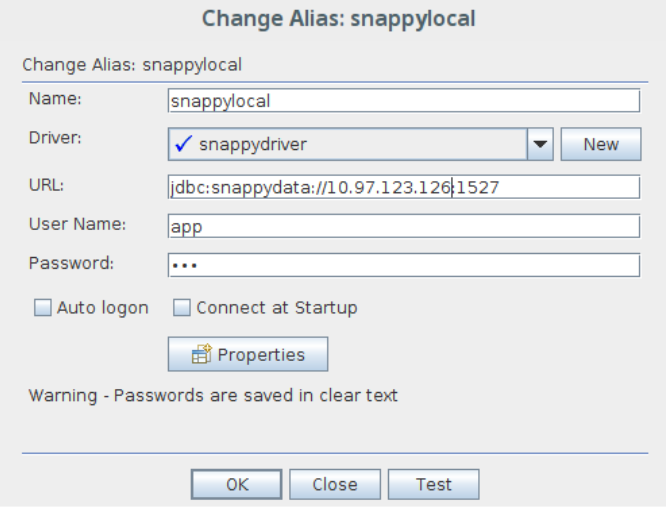 Change Alias: snappylocal
Change Alias: snappylocal
Name: snappylocal
Driver: snappydriver New
URL: jdbc:snappydata://10.97.123.126:1527
User Name: app
Password: •••
Auto logon Connect at Startup
Properties
Warning - Passwords are saved in clear text
OK Close Test